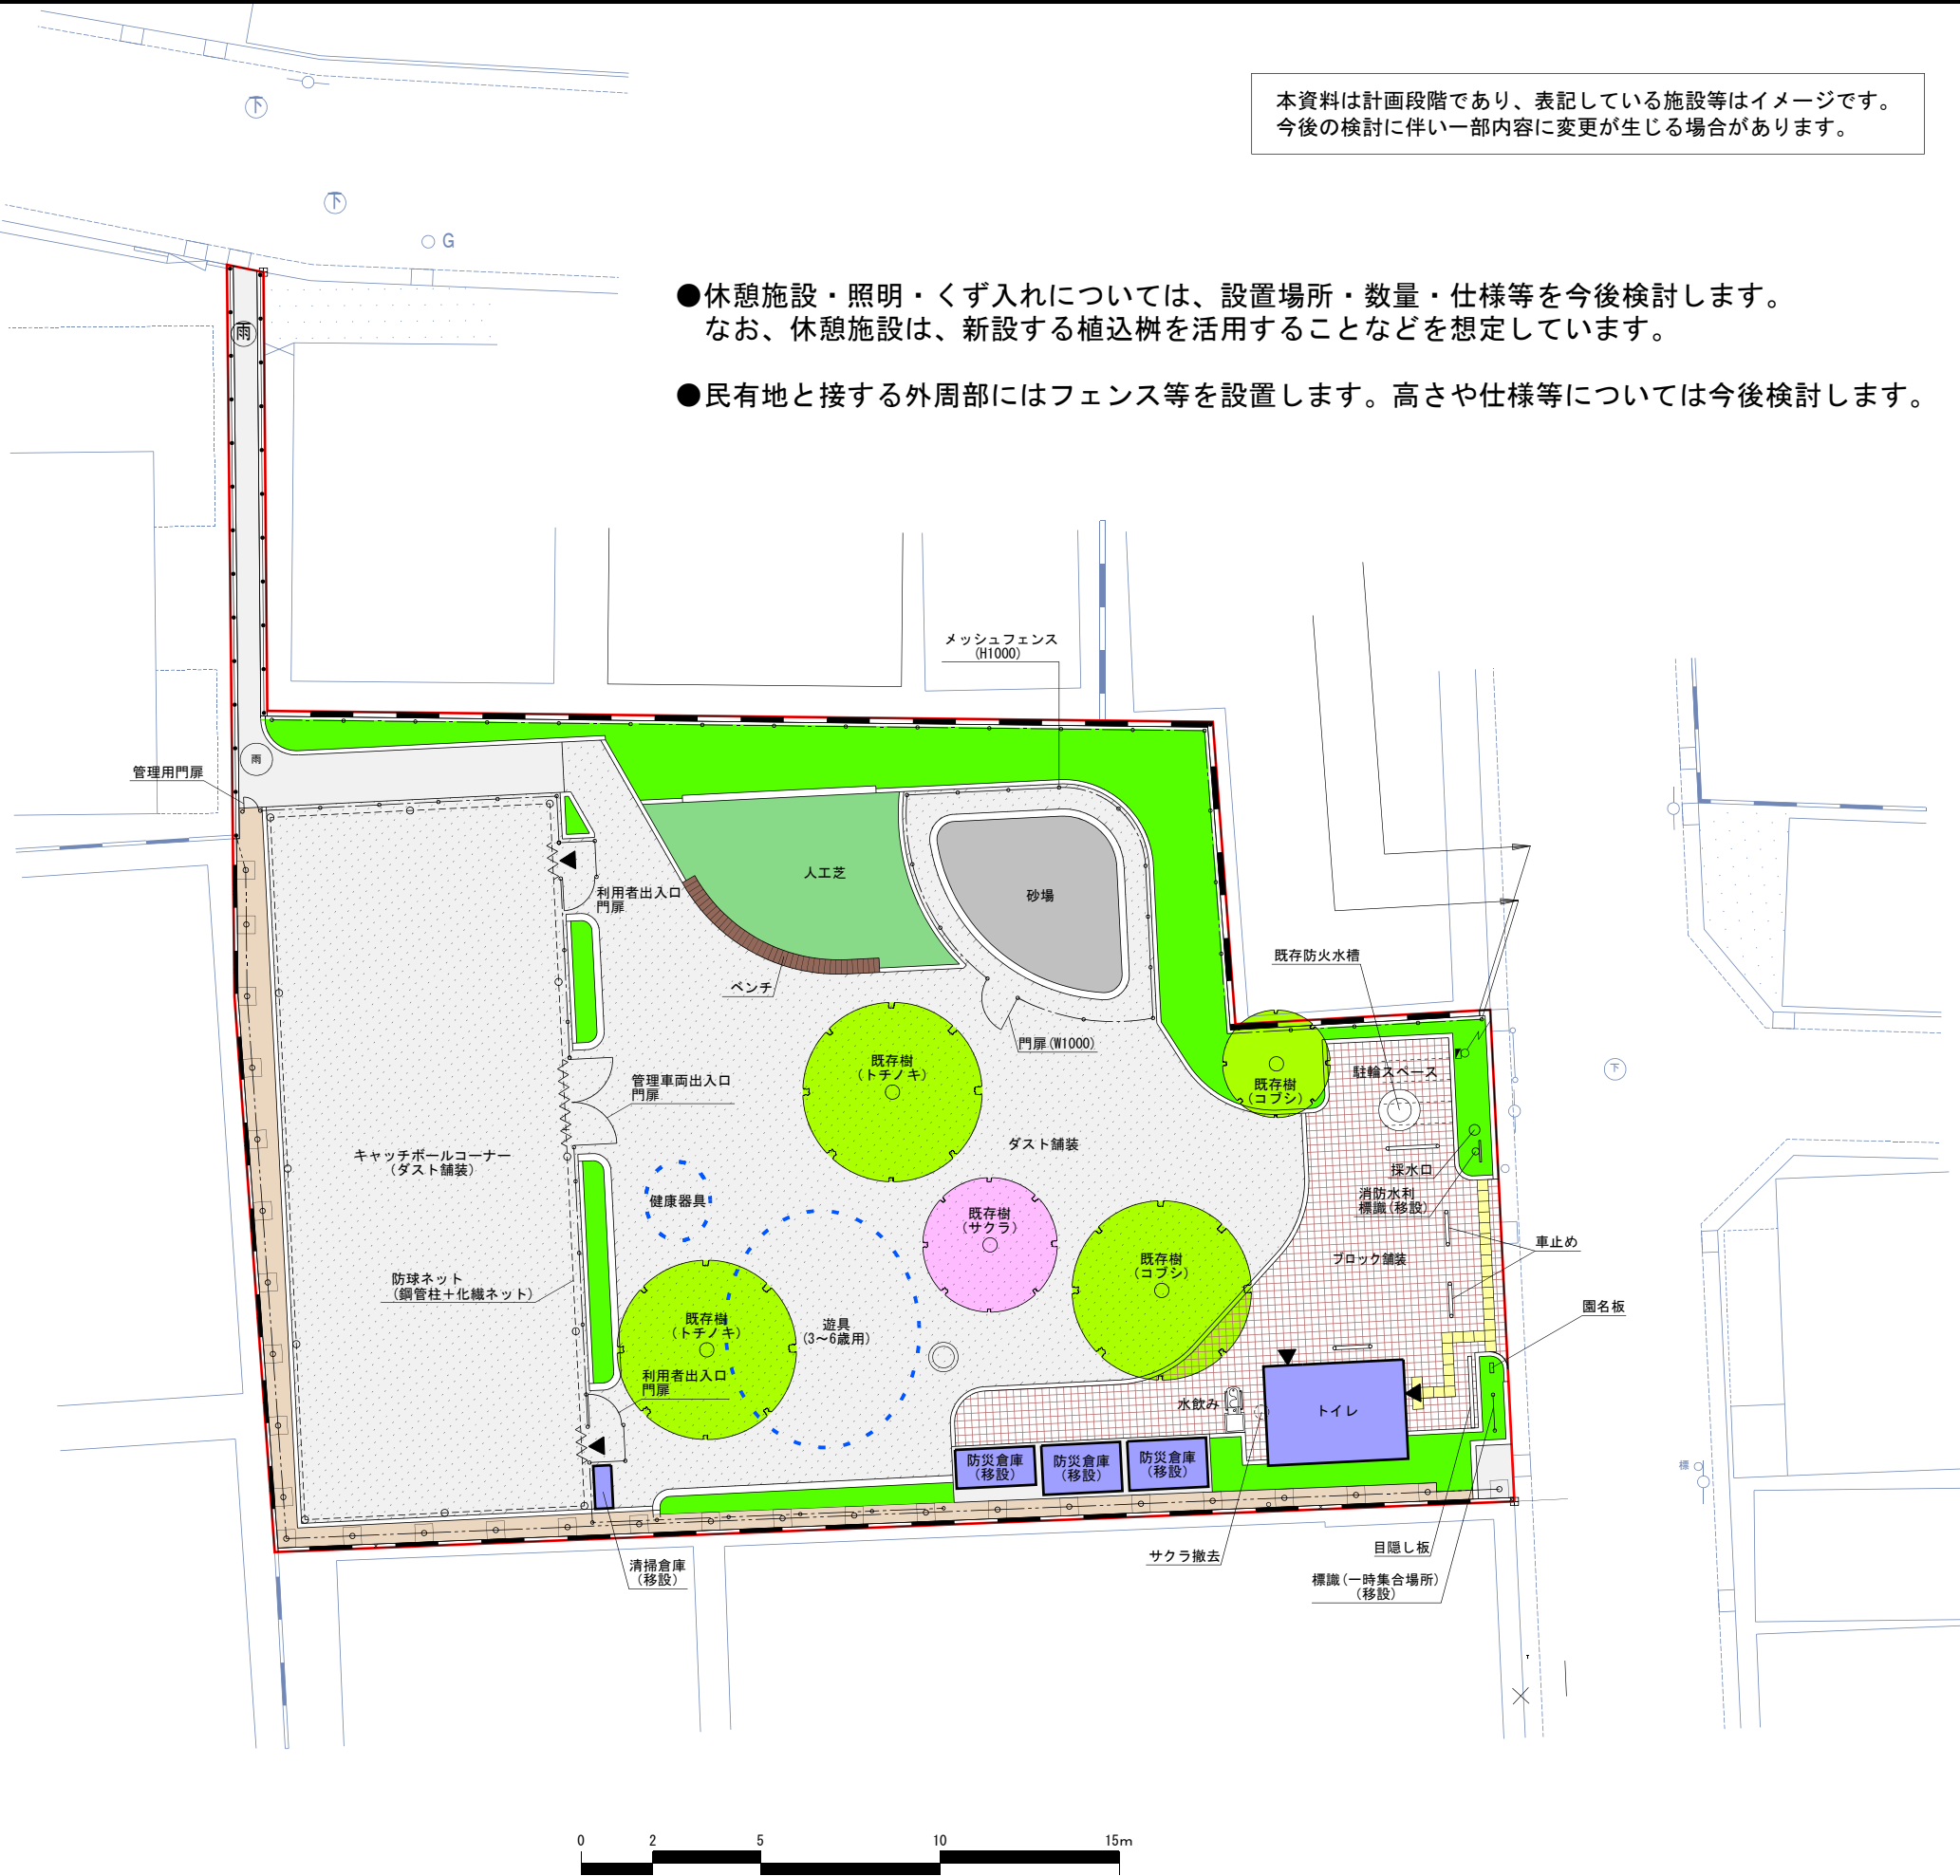 本資料は計画段階であり、表記している施設等はイメージです。
今後の検討に伴い一部内容に変更が生じる場合があります。
下
下
G
●休憩施設・照明・くず入れについては、設置場所・数量・仕様等を今後検討します。
なお、休憩施設は、新設する植込桝を活用することなどを想定しています。
●民有地と接する外周部にはフェンス等を設置します。高さや仕様等については今後検討します。
雨
メッシュフェンス
(H1000)
雨
管理用門扉
人工芝
利用者出入口
門扉
砂場
既存防火水槽
ベンチ
門扉(W1000)
既存樹
(トチノキ)
既存樹
(コブシ)
駐輪スペース
下
管理車両出入口
門扉
ダスト舗装
キャッチボールコーナー
(ダスト舗装)
採水口
消防水利
標識(移設)
健康器具
既存樹
(サクラ)
車止め
ブロック舗装
既存樹
(コブシ)
防球ネット
(鋼管柱+化繊ネット)
園名板
既存樹
(トチノキ)
遊具
(3～6歳用)
利用者出入口
門扉
水飲み
トイレ
防災倉庫
(移設)
防災倉庫
(移設)
防災倉庫
(移設)
標
清掃倉庫
(移設)
サクラ撤去
目隠し板
標識(一時集合場所)
(移設)
0 2 5 10 15m